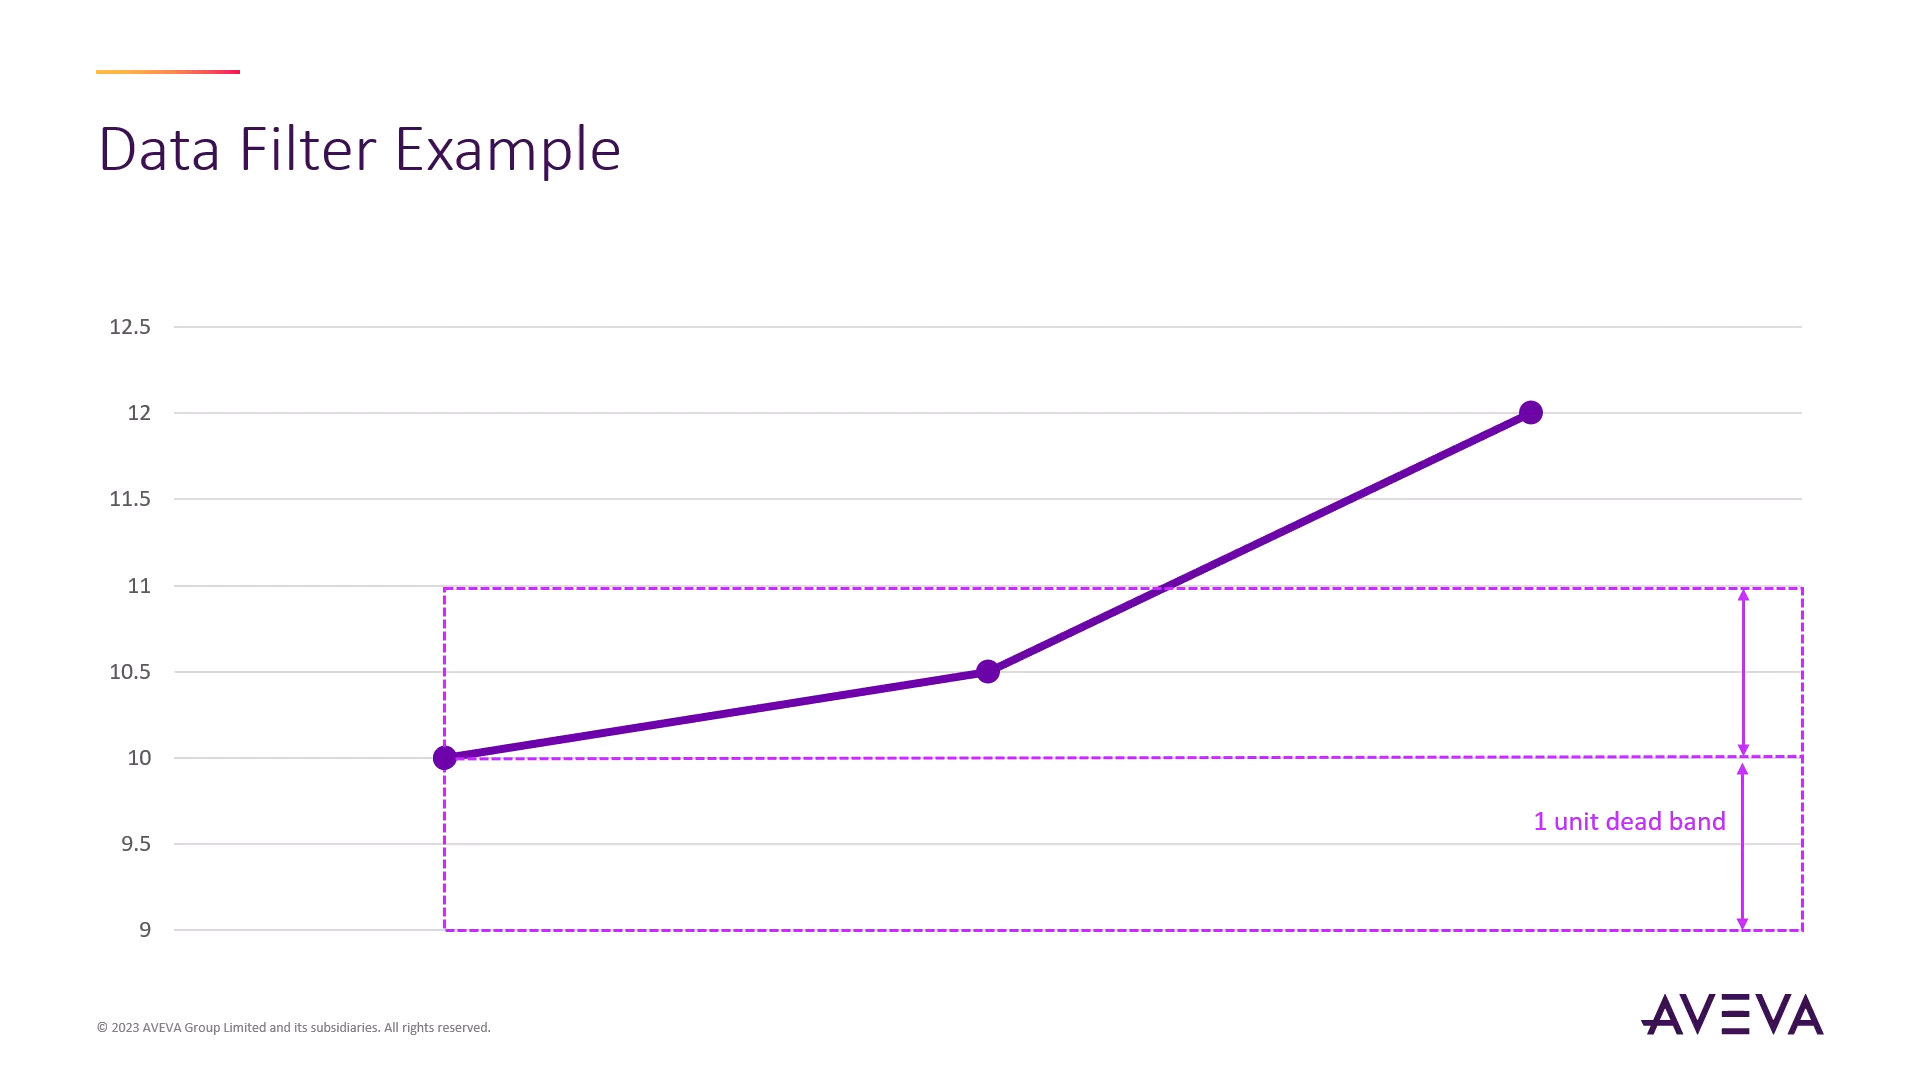 Data Filter Example
12.5
12
11.5
11
10.5
10
9.5
9
1 unit dead band
© 2023 AVEVA Group Limited and its subsidiaries. All rights reserved.
AVEVA